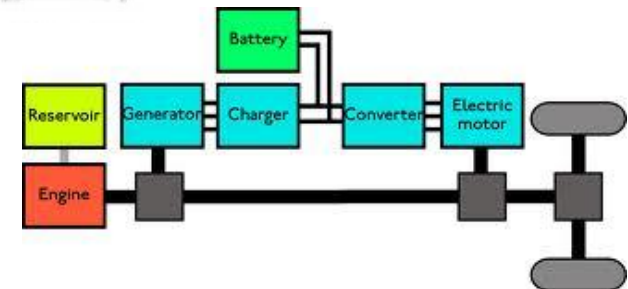 Battery
Reservoir
Generator
Charger
Converter
Electric
motor
Engine